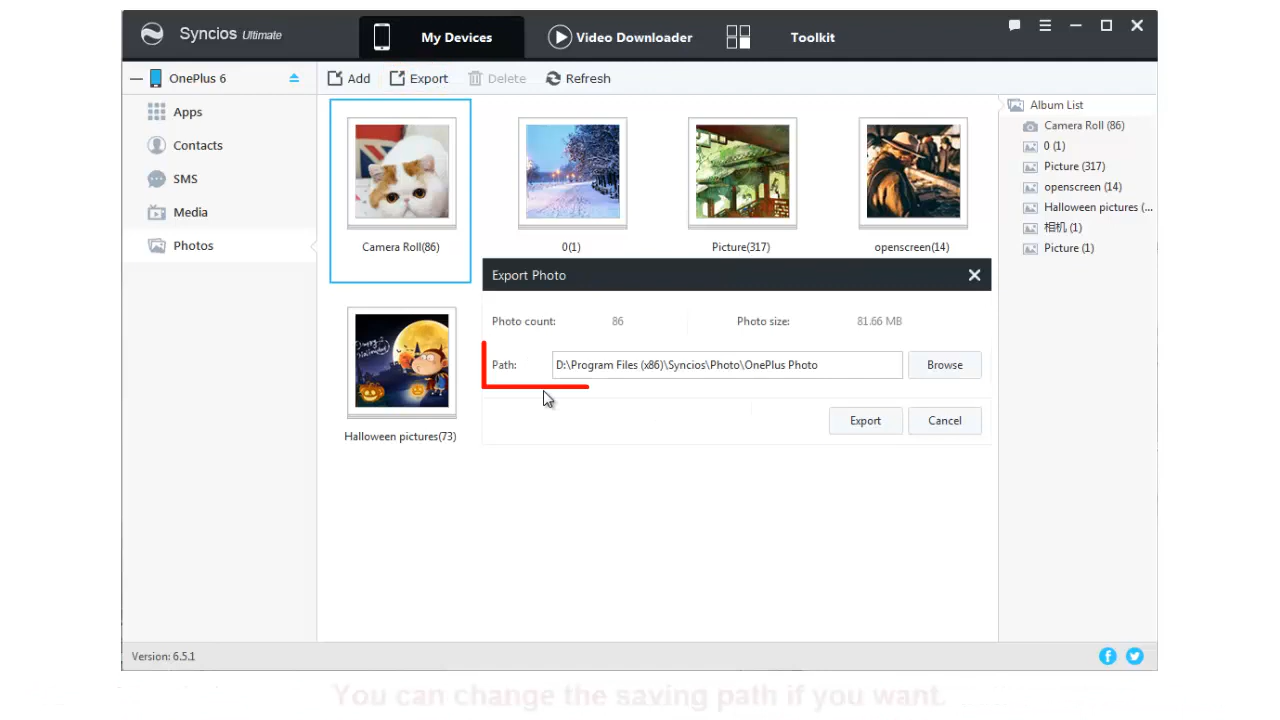 Syncios Ultimate
My Devices
Video Downloader
Toolkit
OnePlus 6
Add
Export
Delete
Refresh
Apps
Contacts
SMS
Media
Photos
Camera Roll(86)
0(1)
Picture(317)
openscreen(14)
Halloween pictures(73)
Export Photo
Photo count:
86
Photo size:
81.66 MB
Path:
D:\Program Files (x86)\Syncios\Photo\OnePlus Photo
Browse
Export
Cancel
Album List
Camera Roll (86)
0 (1)
Picture (317)
openscreen (14)
Halloween pictures (...
相机 (1)
Picture (1)
Version: 6.5.1
You can change the saving path if you want.